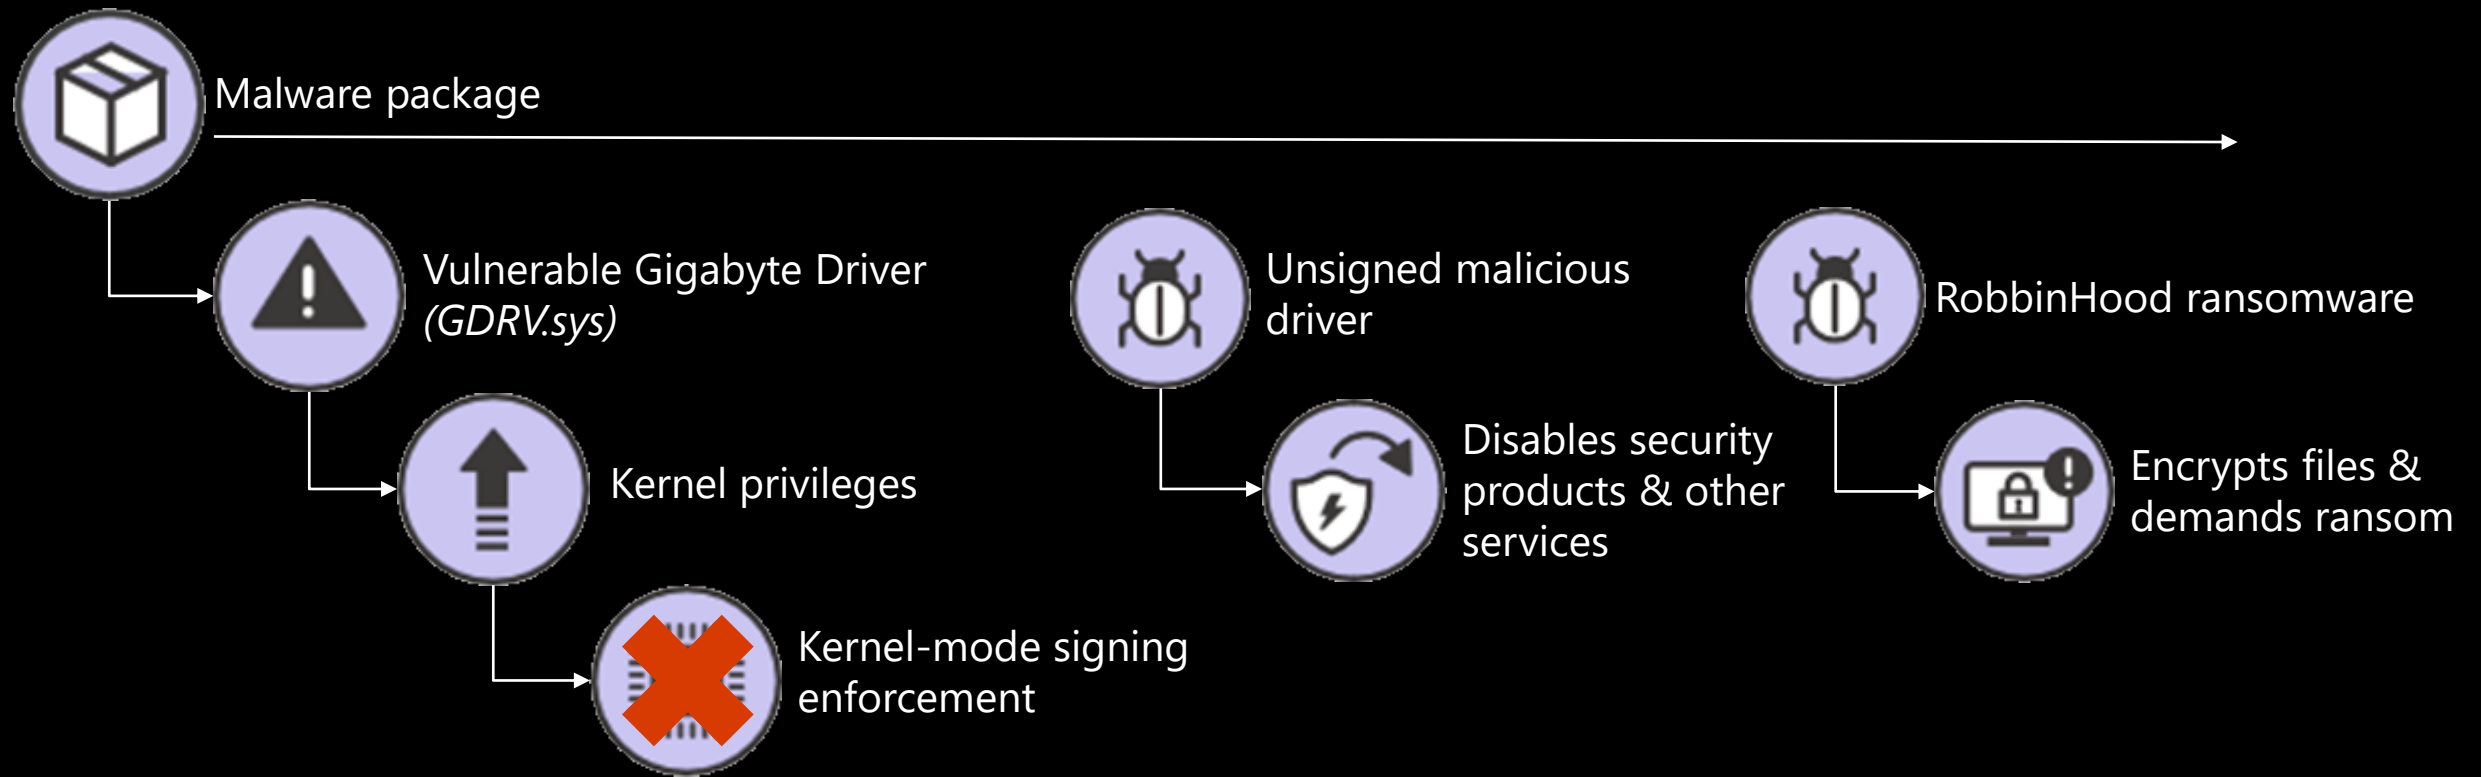 Malware package
Vulnerable Gigabyte Driver
(GDRV.sys)
Unsigned malicious
driver
RobbinHood ransomware
Kernel privileges
Disables security
products & other
services
Encrypts files &
demands ransom
Kernel-mode signing
enforcement